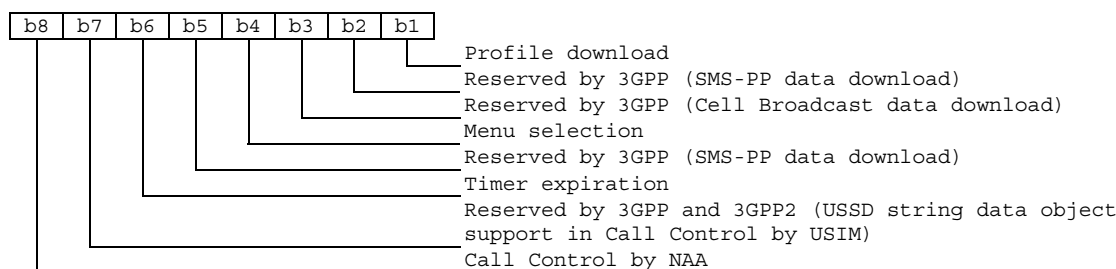 b8 b7 b6 b5 b4 b3 b2 b1
Profile download
Reserved by 3GPP (SMS-PP data download)
Reserved by 3GPP (Cell Broadcast data download)
Menu selection
Reserved by 3GPP (SMS-PP data download)
Timer expiration
Reserved by 3GPP and 3GPP2 (USSD string data object
support in Call Control by USIM)
Call Control by NAA